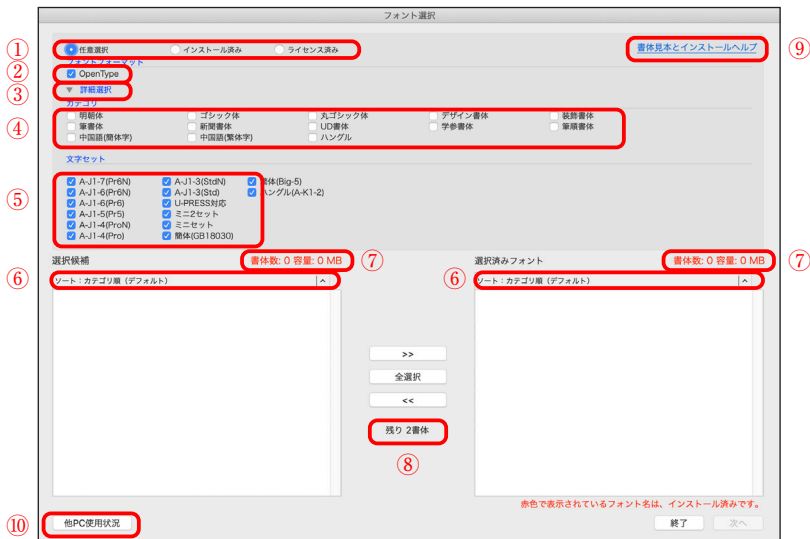 フォント選択
① 任意選択 インストール済み ライセンス済み 書体見本とインストールヘルプ ⑨
フォントフォーマット
② OpenType
③ ▼ 詳細選択
カテゴリ
明朝体 ゴシック体 丸ゴシック体 デザイン書体 装飾書体
④ 筆書体 新聞書体 UD書体 学参書体 筆順書体
中国語(簡体字) 中国語(繁体字) ハングル
文字セット
A-J1-7(Pr6N) A-J1-3(StdN) 繁体(Big-5)
A-J1-6(Pr6N) A-J1-3(Std) ハングル(A-K1-2)
⑤ A-J1-6(Pr6) U-PRESS対応
A-J1-5(Pr5) ミニ2セット
A-J1-4(ProN) ミニセット
A-J1-4(Pro) 簡体(GB18030)
選択候補 書体数: 0 容量: 0 MB ⑦ 選択済みフォント 書体数: 0 容量: 0 MB ⑦
⑥ ソート：カテゴリ順（デフォルト） ⑥ ソート：カテゴリ順（デフォルト）
>>
全選択
<<
残り 2書体
⑧
赤色で表示されているフォント名は、インストール済みです。
⑩ 他PC使用状況 終了 次へ